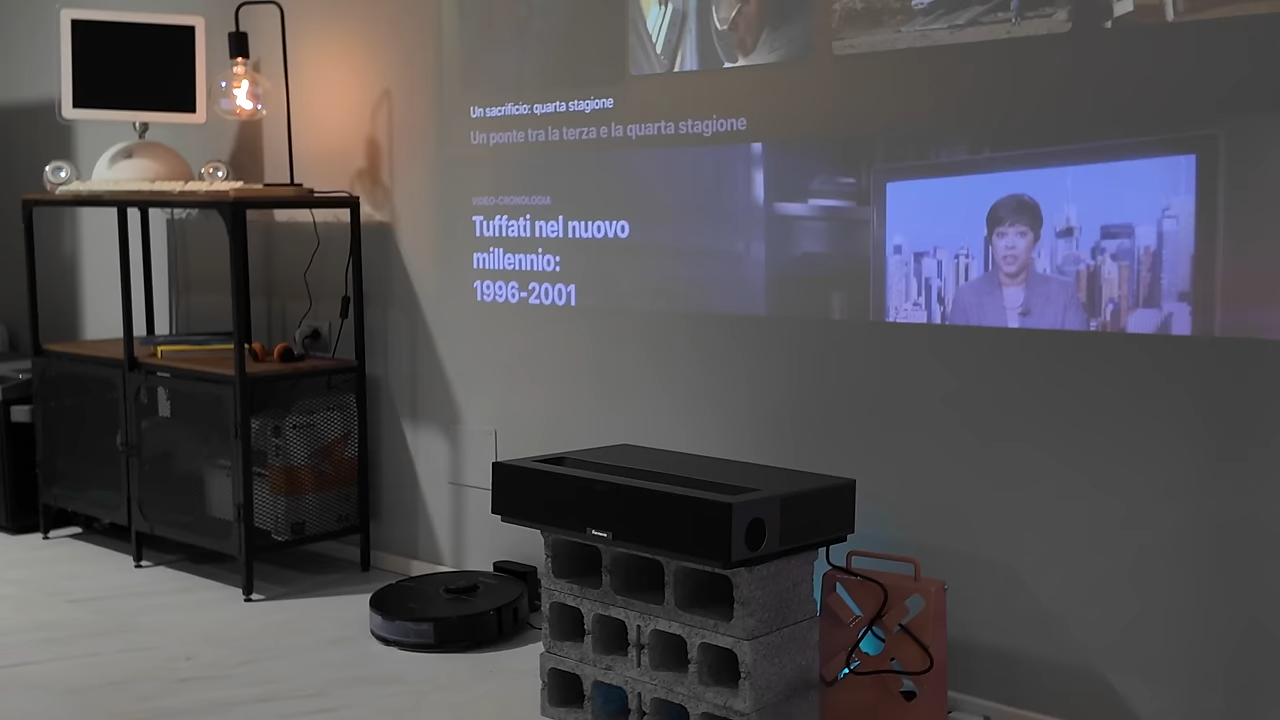 Un sacrificio: quarta stagione
Un ponte tra la terza e la quarta stagione
VIDEO-CRONOLOGIA
Tuffati nel nuovo
millennio:
1996-2001